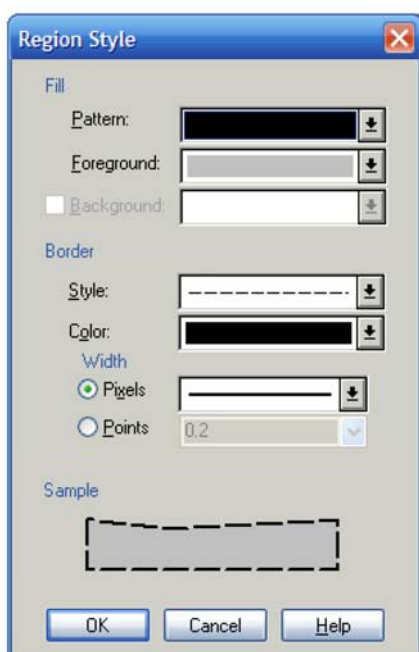 Region Style
Fill
Pattern:
Foreground:
Background:
Border
Style:
Color:
Width
Pixels
Points 0.2
Sample
OK Cancel Help